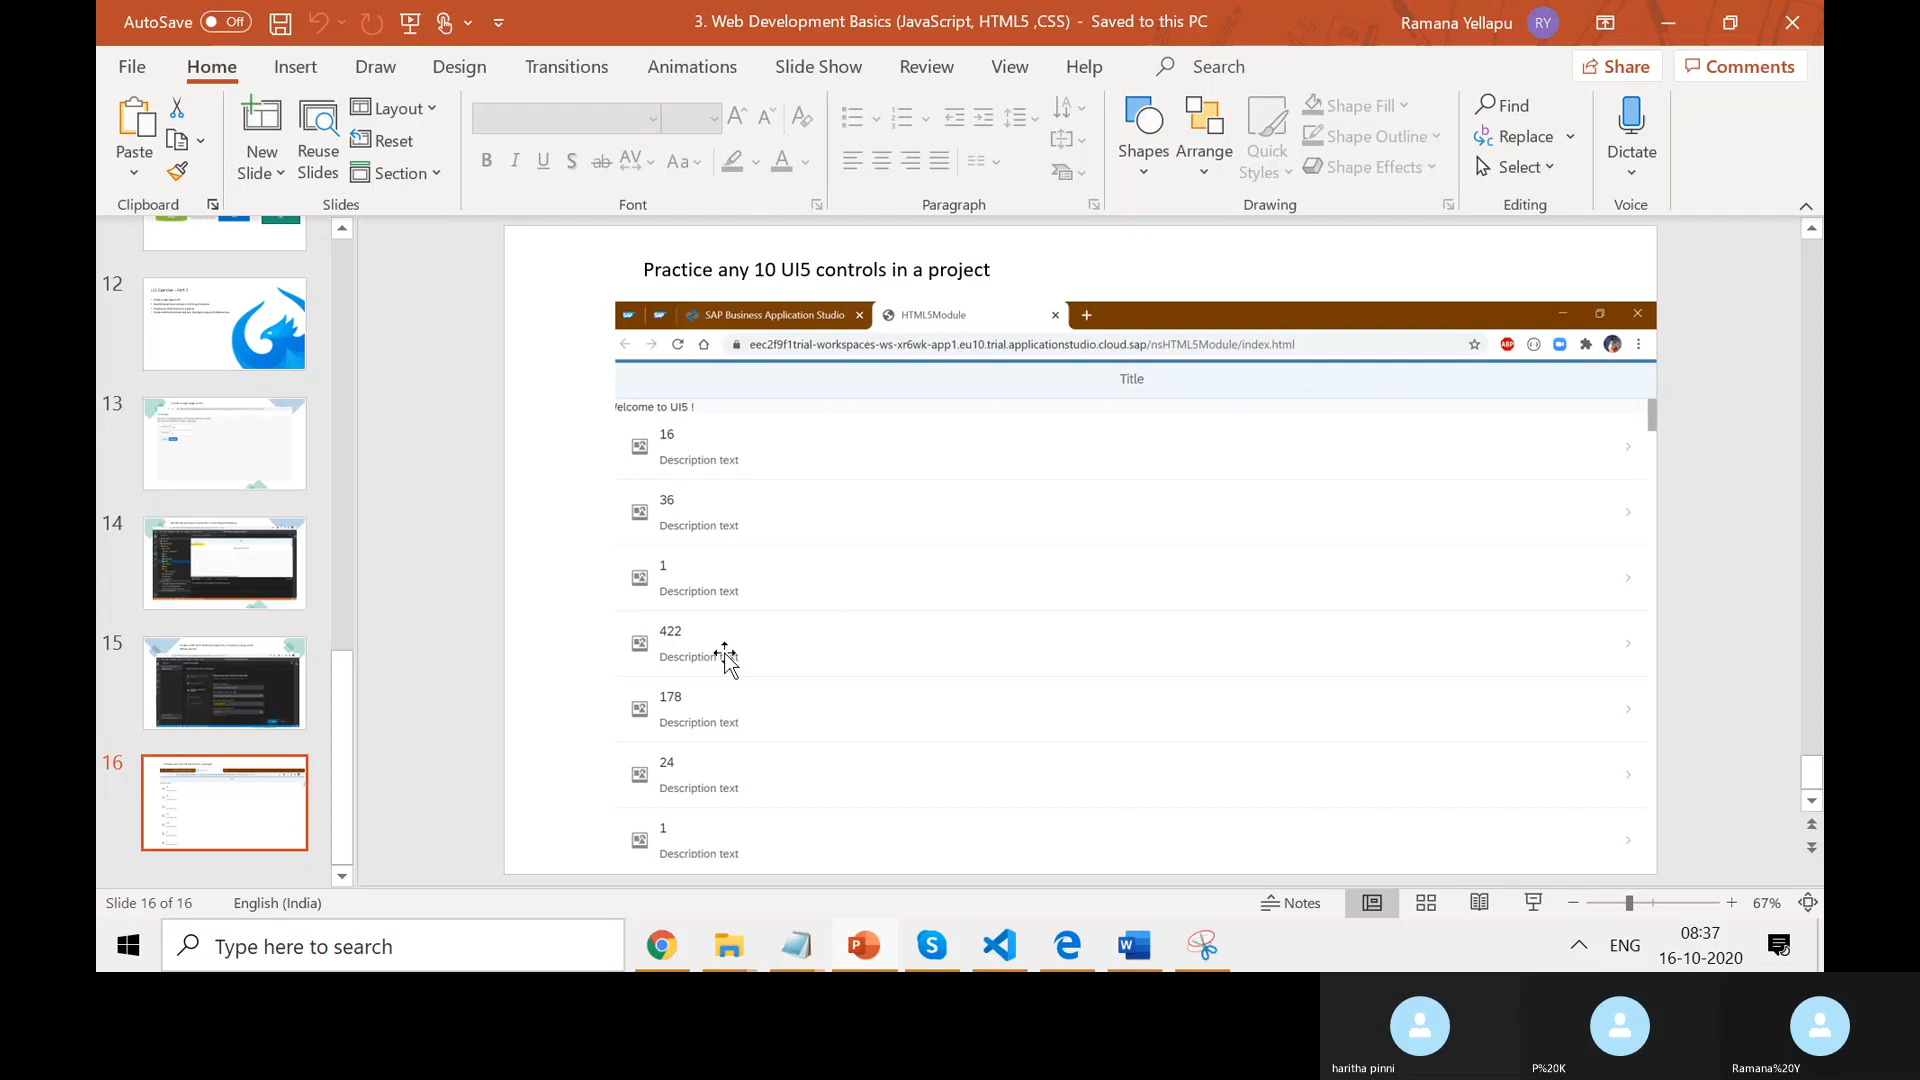 AutoSave Off
3. Web Development Basics (JavaScript, HTML5 ,CSS) - Saved to this PC
Ramana Yellapu RY
File Home Insert Draw Design Transitions Animations Slide Show Review View Help Search Share Comments
Paste
Clipboard
New Slide
Reuse Slides
Layout
Reset
Section
Slides
Font
Paragraph
Shapes
Arrange
Quick Styles
Shape Fill
Shape Outline
Shape Effects
Drawing
Find
Replace
Select
Editing
Dictate
Voice
12
13
14
15
16
Practice any 10 UI5 controls in a project
SAP Business Application Studio
HTML5Module
eec2f9f1trial-workspaces-ws-xr6wk-app1.eu10.trial.applicationstudio.cloud.sap/nsHTML5Module/index.html
Title
elcome to UI5 !
16
Description text
36
Description text
1
Description text
422
Description
178
Description text
24
Description text
1
Description text
Slide 16 of 16
English (India)
Notes
67%
Type here to search
ENG
08:37
16-10-2020
haritha pinni
P%20K
Ramana%20Y